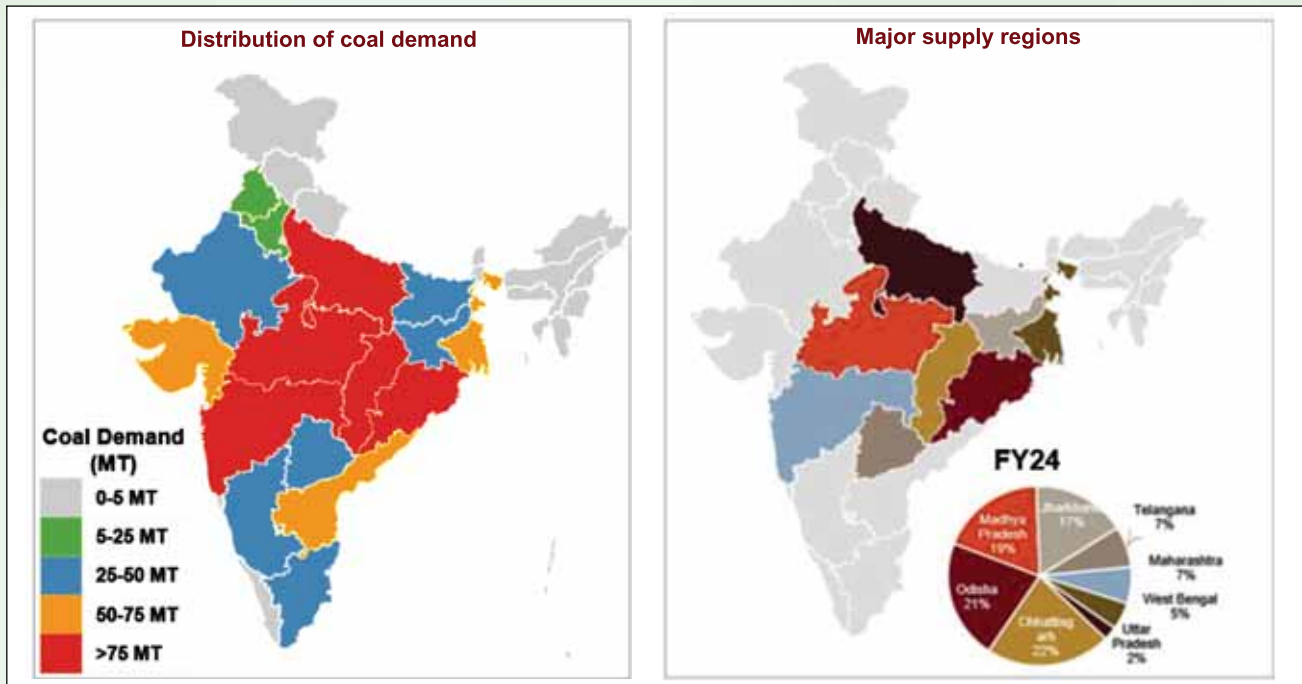 Distribution of coal demand
Coal Demand
(MT)
0-5 MT
5-25 MT
25-50 MT
50-75 MT
>75 MT
Major supply regions
FY24
Jharkhand
17%
Telangana
7%
Maharashtra
7%
West Bengal
5%
Uttar
Pradesh
2%
Chhattisg
arh
22%
Odisha
21%
Madhya
Pradesh
19%